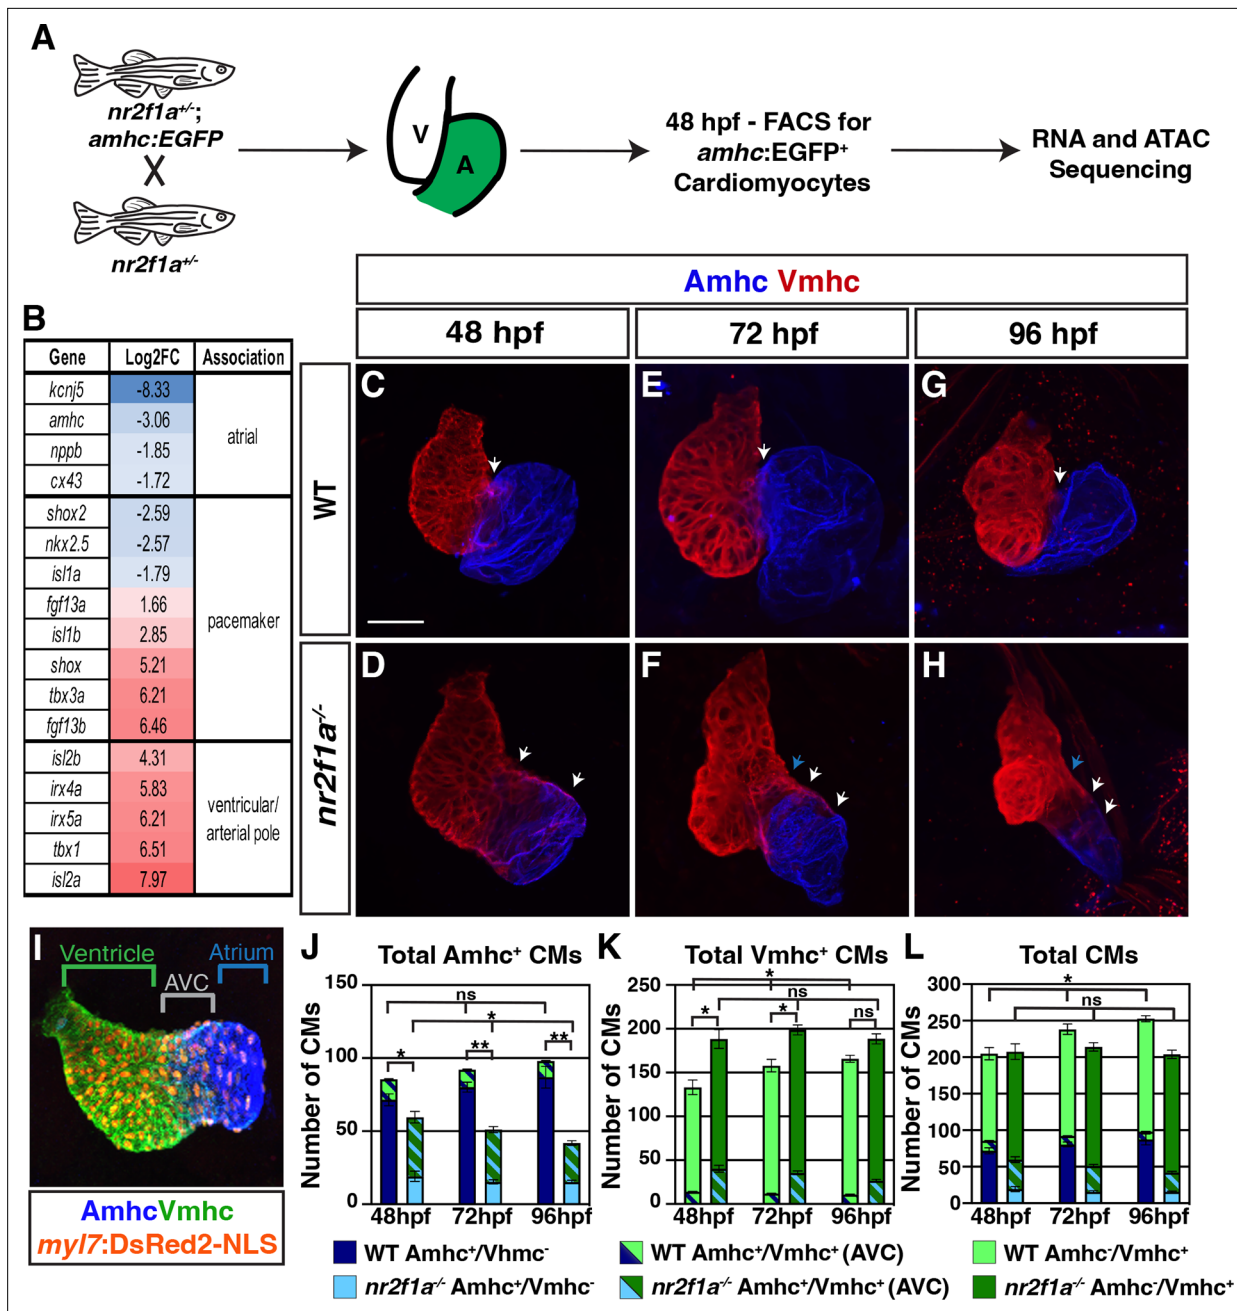 A
nr2f1a+/-;
amhc:EGFP
nr2f1a+/-
V
A
48 hpf - FACS for
amhc:EGFP+
Cardiomyocytes
RNA and ATAC
Sequencing
B
Gene Log2FC Association
kcnj5 -8.33
amhc -3.06
nppb -1.85
cx43 -1.72
atrial
shox2 -2.59
nkx2.5 -2.57
isl1a -1.79
fgf13a 1.66
isl1b 2.85
shox 5.21
tbx3a 6.21
fgf13b 6.46
pacemaker
isl2b 4.31
irx4a 5.83
irx5a 6.21
tbx1 6.51
isl2a 7.97
ventricular/
arterial pole
Amhc Vmhc
48 hpf 72 hpf 96 hpf
WT
C E G
nr2f1a-/-
D F H
I
Ventricle
Atrium
AVC
AmhcVmhc
myl7:DsRed2-NLS
J
Total Amhc+ CMs
Number of CMs
150
100
50
0
ns
*
* ** **
48hpf 72hpf 96hpf
K
Total Vmhc+ CMs
Number of CMs
250
200
150
100
50
0
*
ns
* * ns
48hpf 72hpf 96hpf
L
Total CMs
Number of CMs
300
250
200
150
100
50
0
*
ns
48hpf 72hpf 96hpf
WT Amhc+/Vhmc-
WT Amhc+/Vmhc+ (AVC)
WT Amhc-/Vmhc+
nr2f1a-/- Amhc+/Vmhc-
nr2f1a-/- Amhc+/Vmhc+ (AVC)
nr2f1a-/- Amhc-/Vmhc+